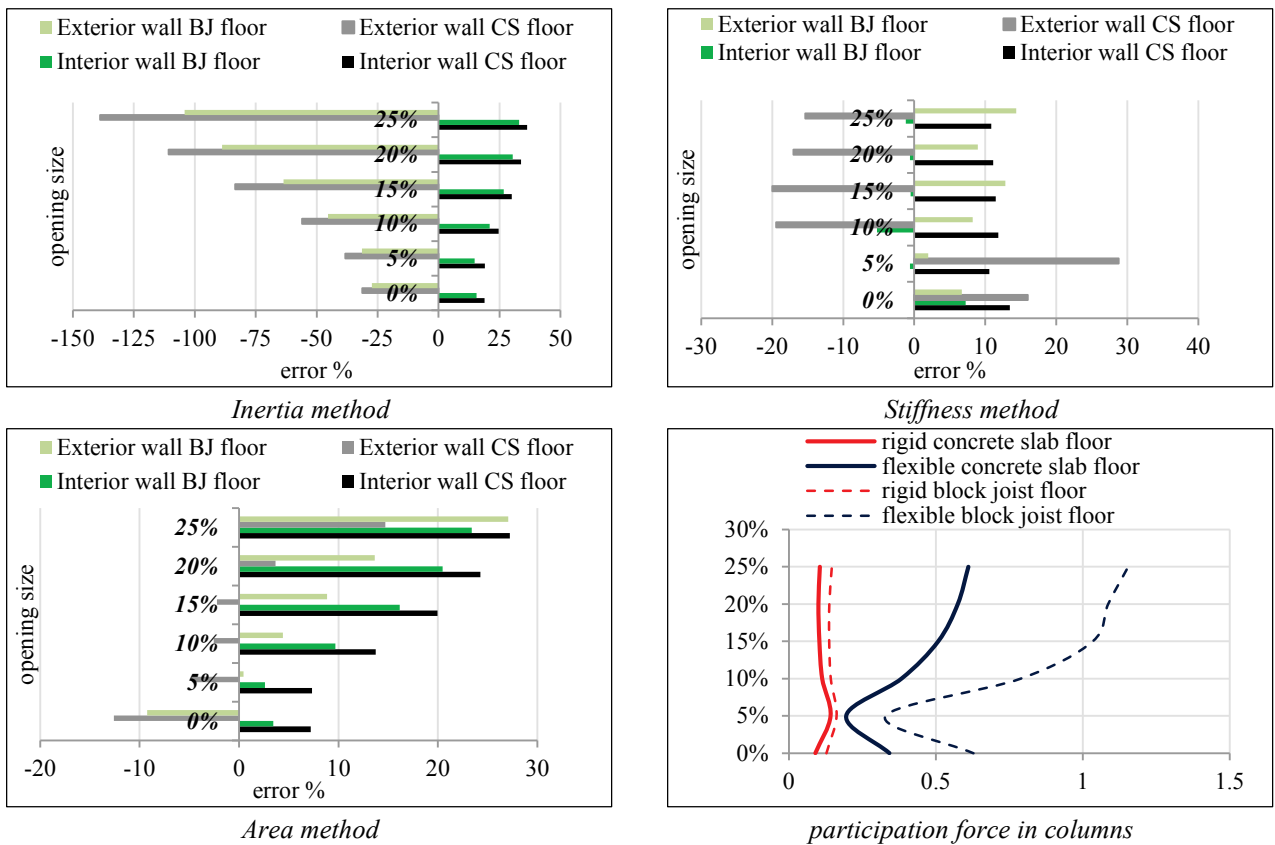 Exterior wall BJ floor Exterior wall CS floor
Interior wall BJ floor Interior wall CS floor
opening size
25%
20%
15%
10%
5%
0%
-150 -125 -100 -75 -50 -25 0 25 50
error %
Inertia method
Exterior wall BJ floor Exterior wall CS floor
Interior wall BJ floor Interior wall CS floor
opening size
25%
20%
15%
10%
5%
0%
-30 -20 -10 0 10 20 30 40
error %
Stiffness method
Exterior wall BJ floor Exterior wall CS floor
Interior wall BJ floor Interior wall CS floor
opening size
25%
20%
15%
10%
5%
0%
-20 -10 0 10 20 30
error %
Area method
rigid concrete slab floor
flexible concrete slab floor
rigid block joist floor
flexible block joist floor
30%
25%
20%
15%
10%
5%
0%
0 0.5 1 1.5
participation force in columns